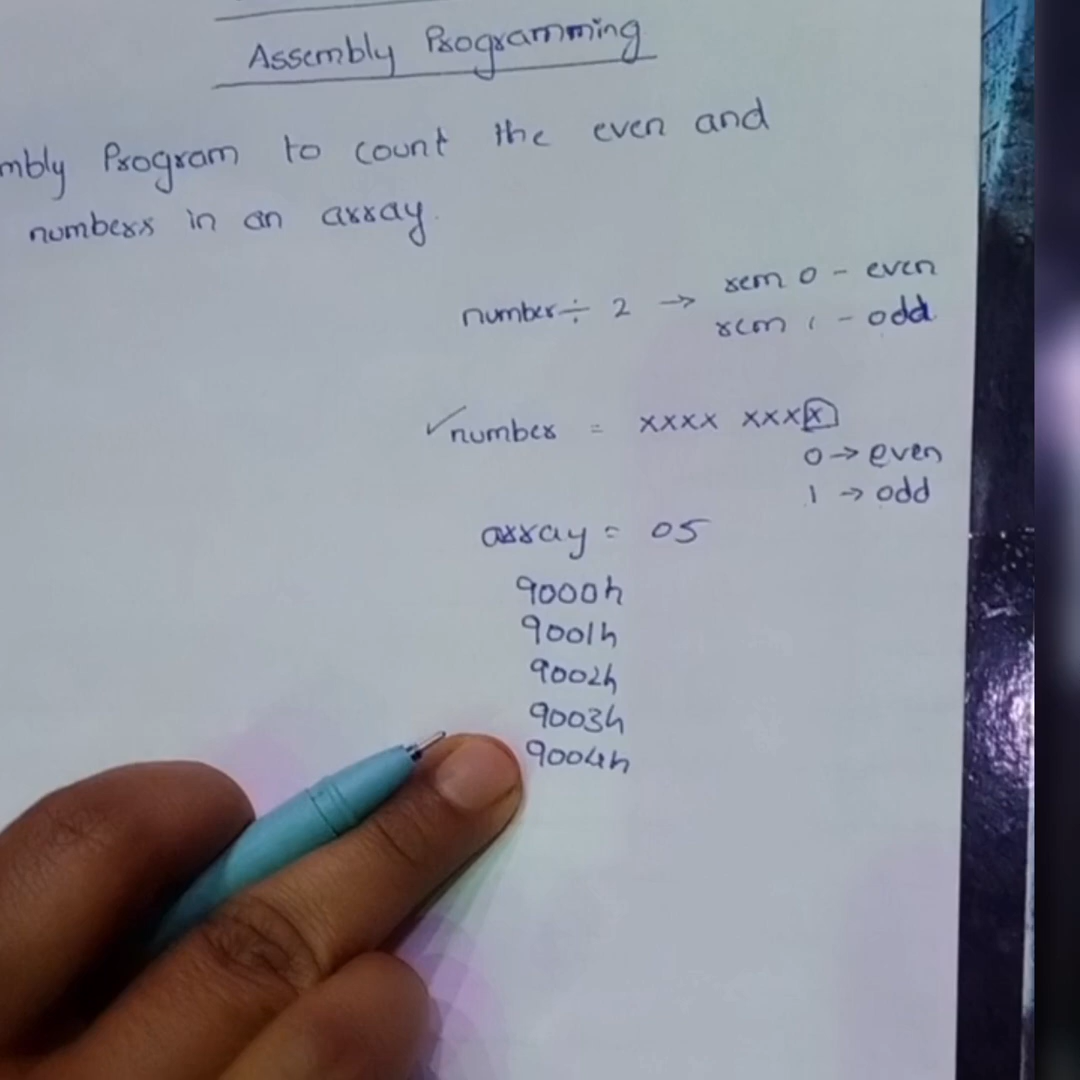 Assembly Programming
mbly Program to count the even and
numbers in an array.
number ÷ 2 → rem 0 - even
rem 1 - odd
✓number = xxxx xxxx
0 → even
1 → odd
array = 05
9000h
9001h
9002h
9003h
9004h